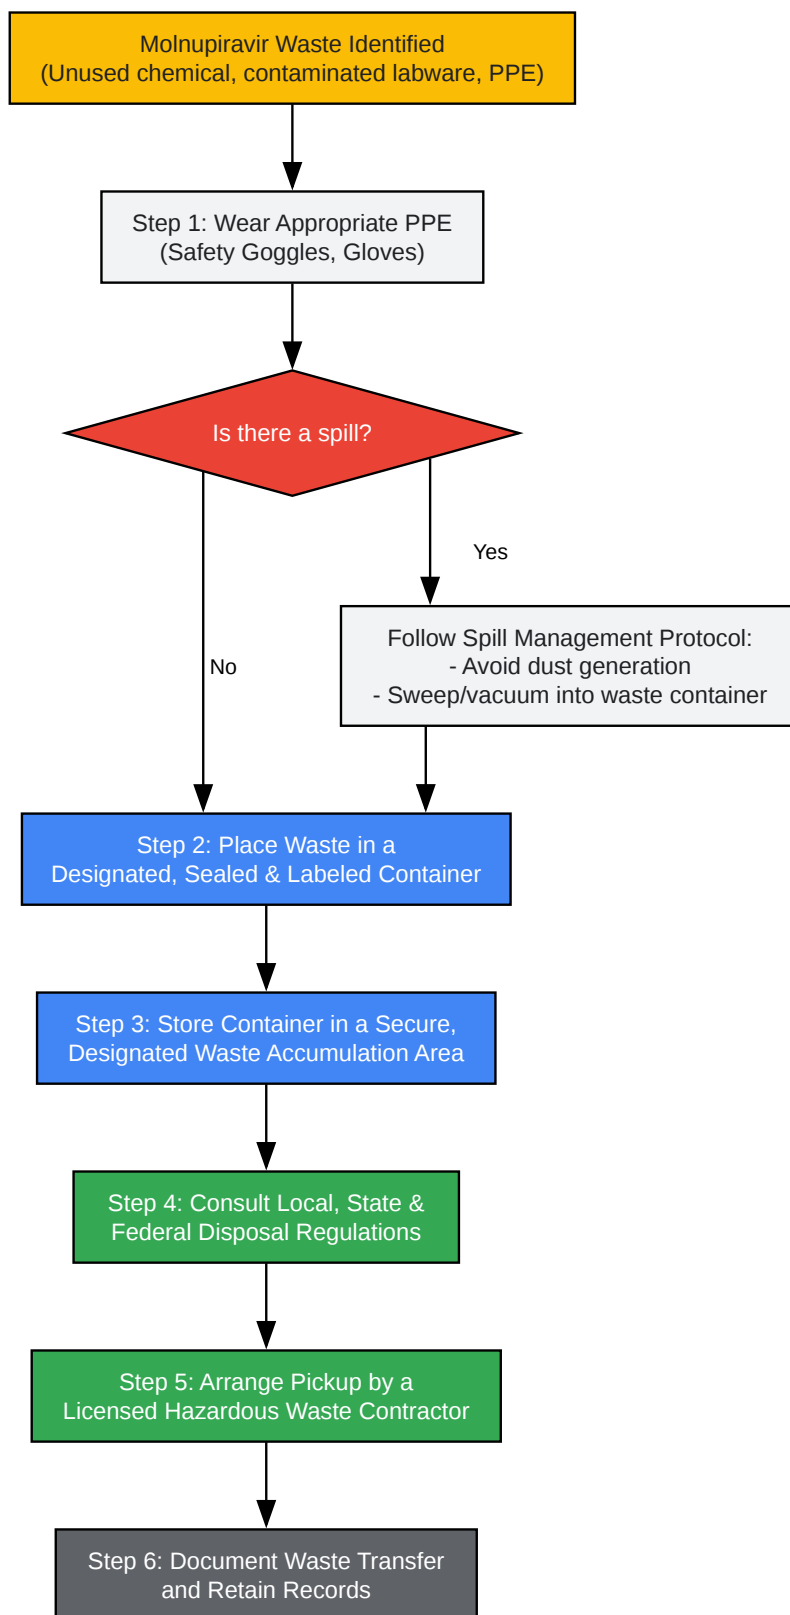 Molnupiravir Waste Identified
(Unused chemical, contaminated labware, PPE)
Step 1: Wear Appropriate PPE
(Safety Goggles, Gloves)
Is there a spill?
Yes
Follow Spill Management Protocol:
- Avoid dust generation
- Sweep/vacuum into waste container
No
Step 2: Place Waste in a
Designated, Sealed & Labeled Container
Step 3: Store Container in a Secure,
Designated Waste Accumulation Area
Step 4: Consult Local, State &
Federal Disposal Regulations
Step 5: Arrange Pickup by a
Licensed Hazardous Waste Contractor
Step 6: Document Waste Transfer
and Retain Records